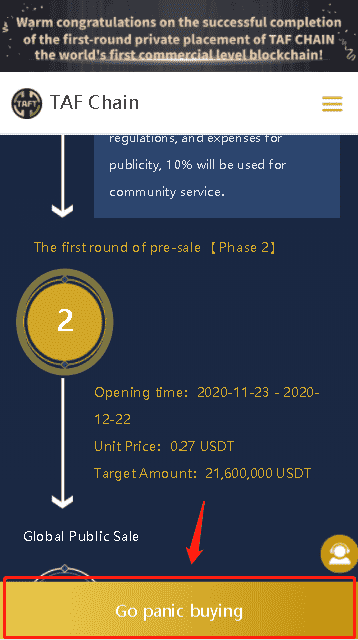 Warm congratulations on the successful completion
of the first-round private placement of TAF CHAIN
the world's first commercial level blockchain!
TAFT
TAF Chain
regulations, and expenses for
publicity, 10% will be used for
community service.
The first round of pre-sale 【Phase 2】
2
Opening time: 2020-11-23 - 2020-
12-22
Unit Price: 0.27 USDT
Target Amount: 21,600,000 USDT
Global Public Sale
Go panic buying